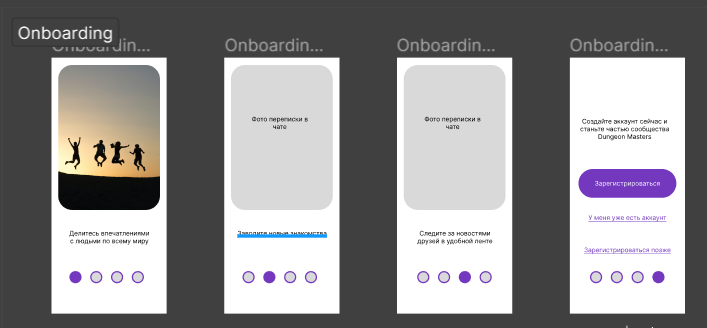 Onboarding
Onboardin...
Onboardin...
Onboardin...
Onboardin...
Делитесь впечатлениями
с людьми по всему миру
Фото переписки в
чате
Заводите новые знакомства
Фото переписки в
чате
Следите за новостями
друзей в удобной ленте
Создайте аккаунт сейчас и
станьте частью сообщества
Dungeon Masters
Зарегистрироваться
У меня уже есть аккаунт
Зарегистрироваться позже